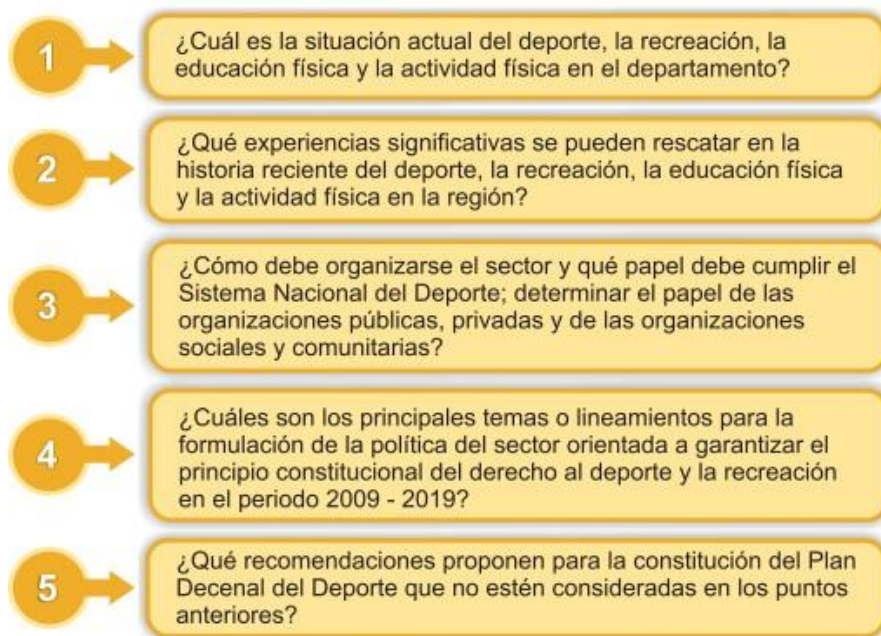 1
¿Cuál es la situación actual del deporte, la recreación, la
educación física y la actividad física en el departamento?
2
¿Qué experiencias significativas se pueden rescatar en la
historia reciente del deporte, la recreación, la educación física
y la actividad física en la región?
3
¿Cómo debe organizarse el sector y qué papel debe cumplir el
Sistema Nacional del Deporte; determinar el papel de las
organizaciones públicas, privadas y de las organizaciones
sociales y comunitarias?
4
¿Cuáles son los principales temas o lineamientos para la
formulación de la política del sector orientada a garantizar el
principio constitucional del derecho al deporte y la recreación
en el periodo 2009 - 2019?
5
¿Qué recomendaciones proponen para la constitución del Plan
Decenal del Deporte que no estén consideradas en los puntos
anteriores?